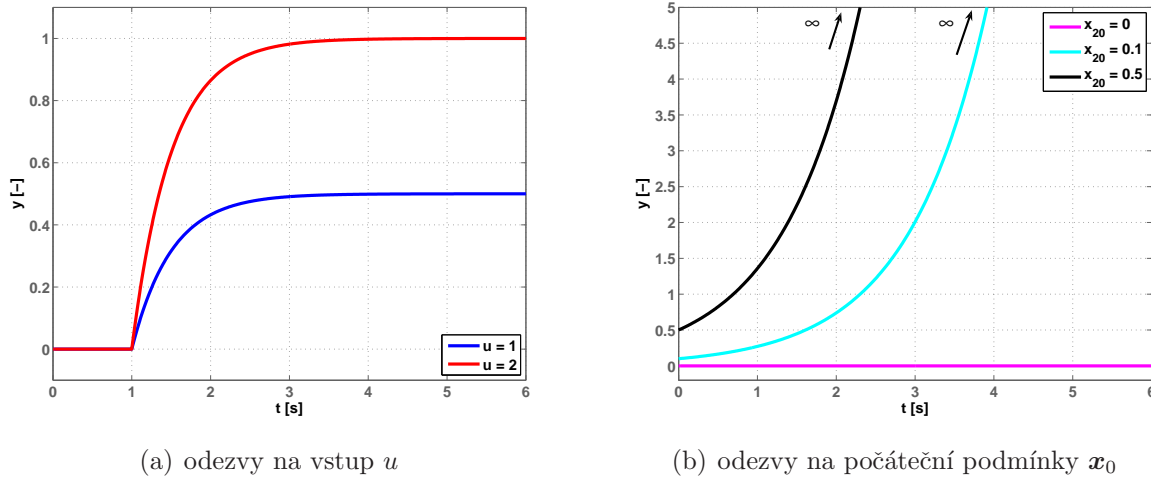 1
0.8
0.6
0.4
0.2
0
y [−]
0 1 2 3 4 5 6
t [s]
u = 1
u = 2
(a) odezvy na vstup u
5
4.5
4
3.5
3
2.5
2
1.5
1
0.5
0
y [−]
∞ ∞
x20 = 0
x20 = 0.1
x20 = 0.5
0 1 2 3 4 5 6
t [s]
(b) odezvy na počáteční podmínky x0